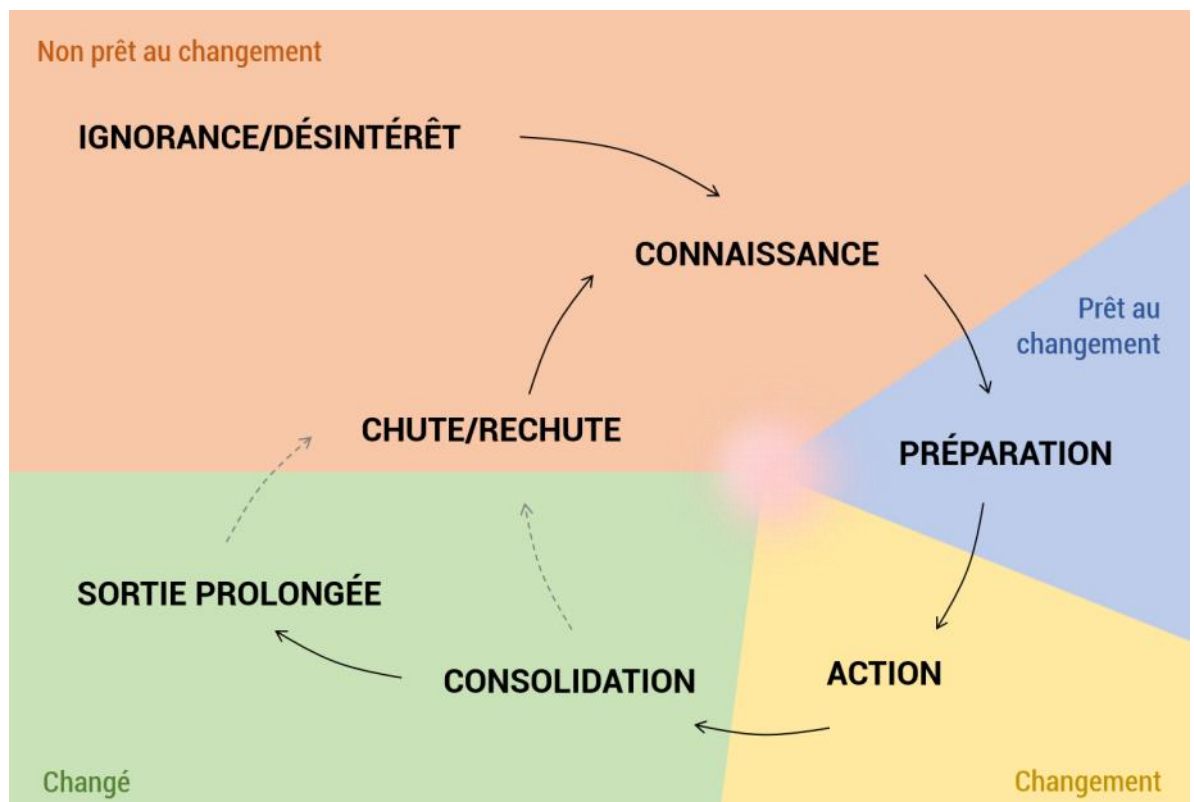 Non prêt au changement
IGNORANCE/DÉSINTÉRÊT
CONNAISSANCE
Prêt au
changement
CHUTE/RECHUTE
PRÉPARATION
SORTIE PROLONGÉE
CONSOLIDATION
ACTION
Changé
Changement